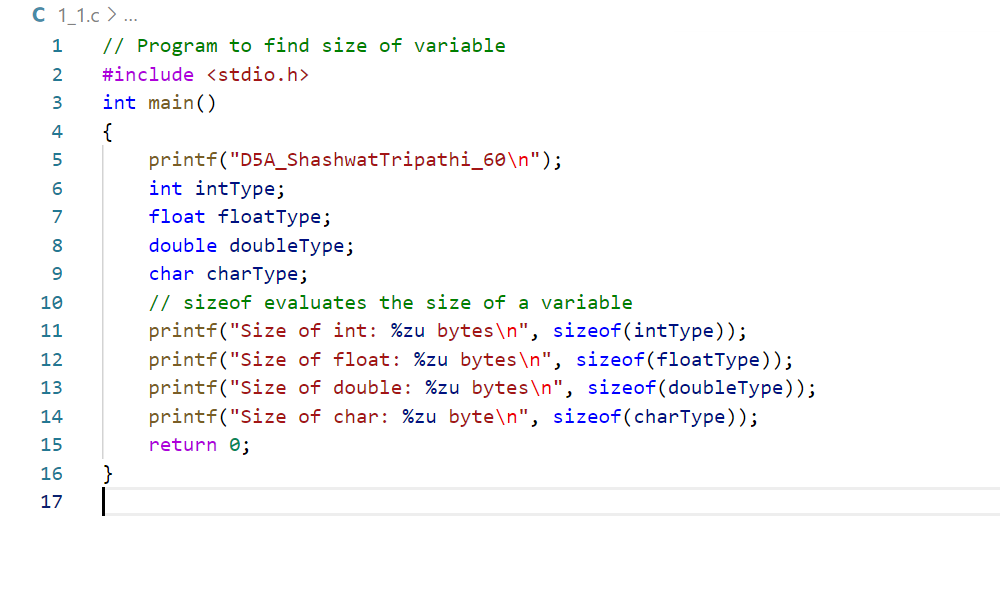 C 1_1.c > ...
1 // Program to find size of variable
2 #include <stdio.h>
3 int main()
4 {
5     printf("D5A_ShashwatTripathi_60\n");
6     int intType;
7     float floatType;
8     double doubleType;
9     char charType;
10     // sizeof evaluates the size of a variable
11     printf("Size of int: %zu bytes\n", sizeof(intType));
12     printf("Size of float: %zu bytes\n", sizeof(floatType));
13     printf("Size of double: %zu bytes\n", sizeof(doubleType));
14     printf("Size of char: %zu byte\n", sizeof(charType));
15     return 0;
16 }
17